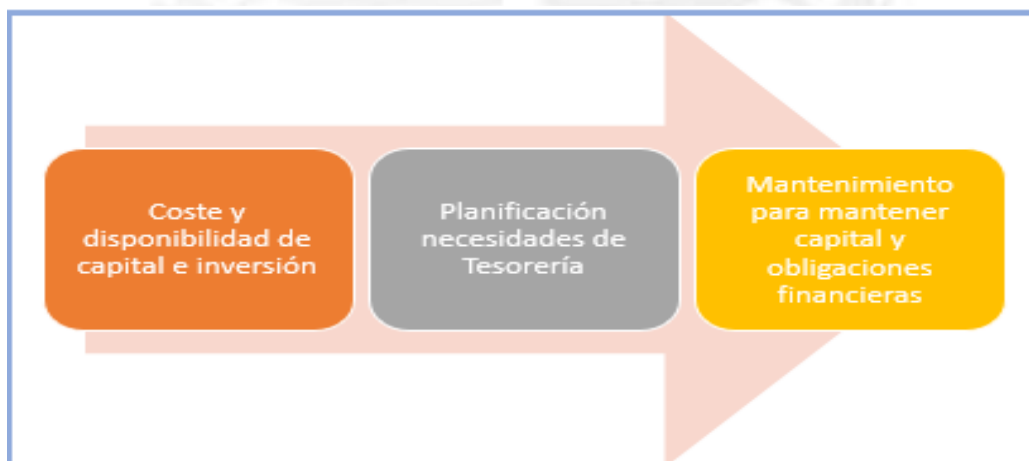 Coste y
disponibilidad de
capital e inversión
Planificación
necesidades de
Tesorería
Mantenimiento
para mantener
capital y
obligaciones
financieras